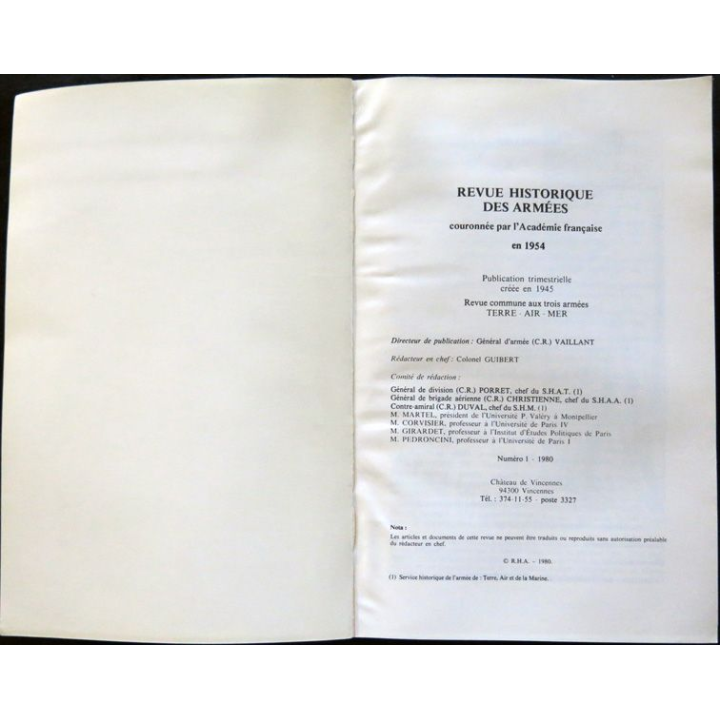 REVUE HISTORIQUE
DES ARMÉES
couronnée par l'Académie française
en 1954
Publication trimestrielle
créée en 1945
Revue commune aux trois armées
TERRE - AIR - MER
Directeur de publication : Général d'armée (C.R.) VAILLANT
Rédacteur en chef : Colonel GUIBERT
Comité de rédaction :
Général de division (C.R.) PORRET, chef du S.H.A.T. (1)
Général de brigade aérienne (C.R.) CHRISTIENNE, chef du S.H.A.A. (1)
Contre-amiral (C.R.) DUVAL, chef du S.H.M. (1)
M. MARTEL, président de l'Université P. Valéry à Montpellier
M. CORVISIER, professeur à l'Université de Paris IV
M. GIRARDET, professeur à l'Institut d'Études Politiques de Paris
M. PEDRONCINI, professeur à l'Université de Paris I
Numéro 1 - 1980
Château de Vincennes
94300 Vincennes
Tél. : 374-11-55 - poste 3327
Nota :
Les articles et documents de cette revue ne peuvent être traduits ou reproduits sans autorisation préalable
du rédacteur en chef.
© R.H.A. - 1980.
(1) Service historique de l'armée de : Terre, Air et de la Marine.